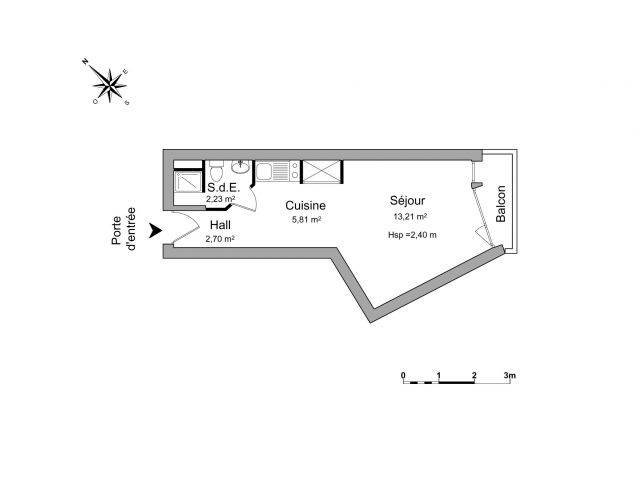 N
E
O
S
S.d.E.
2,23 m²
Cuisine
5,81 m²
Séjour
13,21 m²
Hsp =2,40 m
Balcon
Hall
2,70 m²
Porte
d'entrée
0 1 2 3m